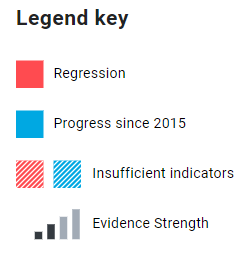 Legend key
Regression
Progress since 2015
Insufficient indicators
Evidence Strength